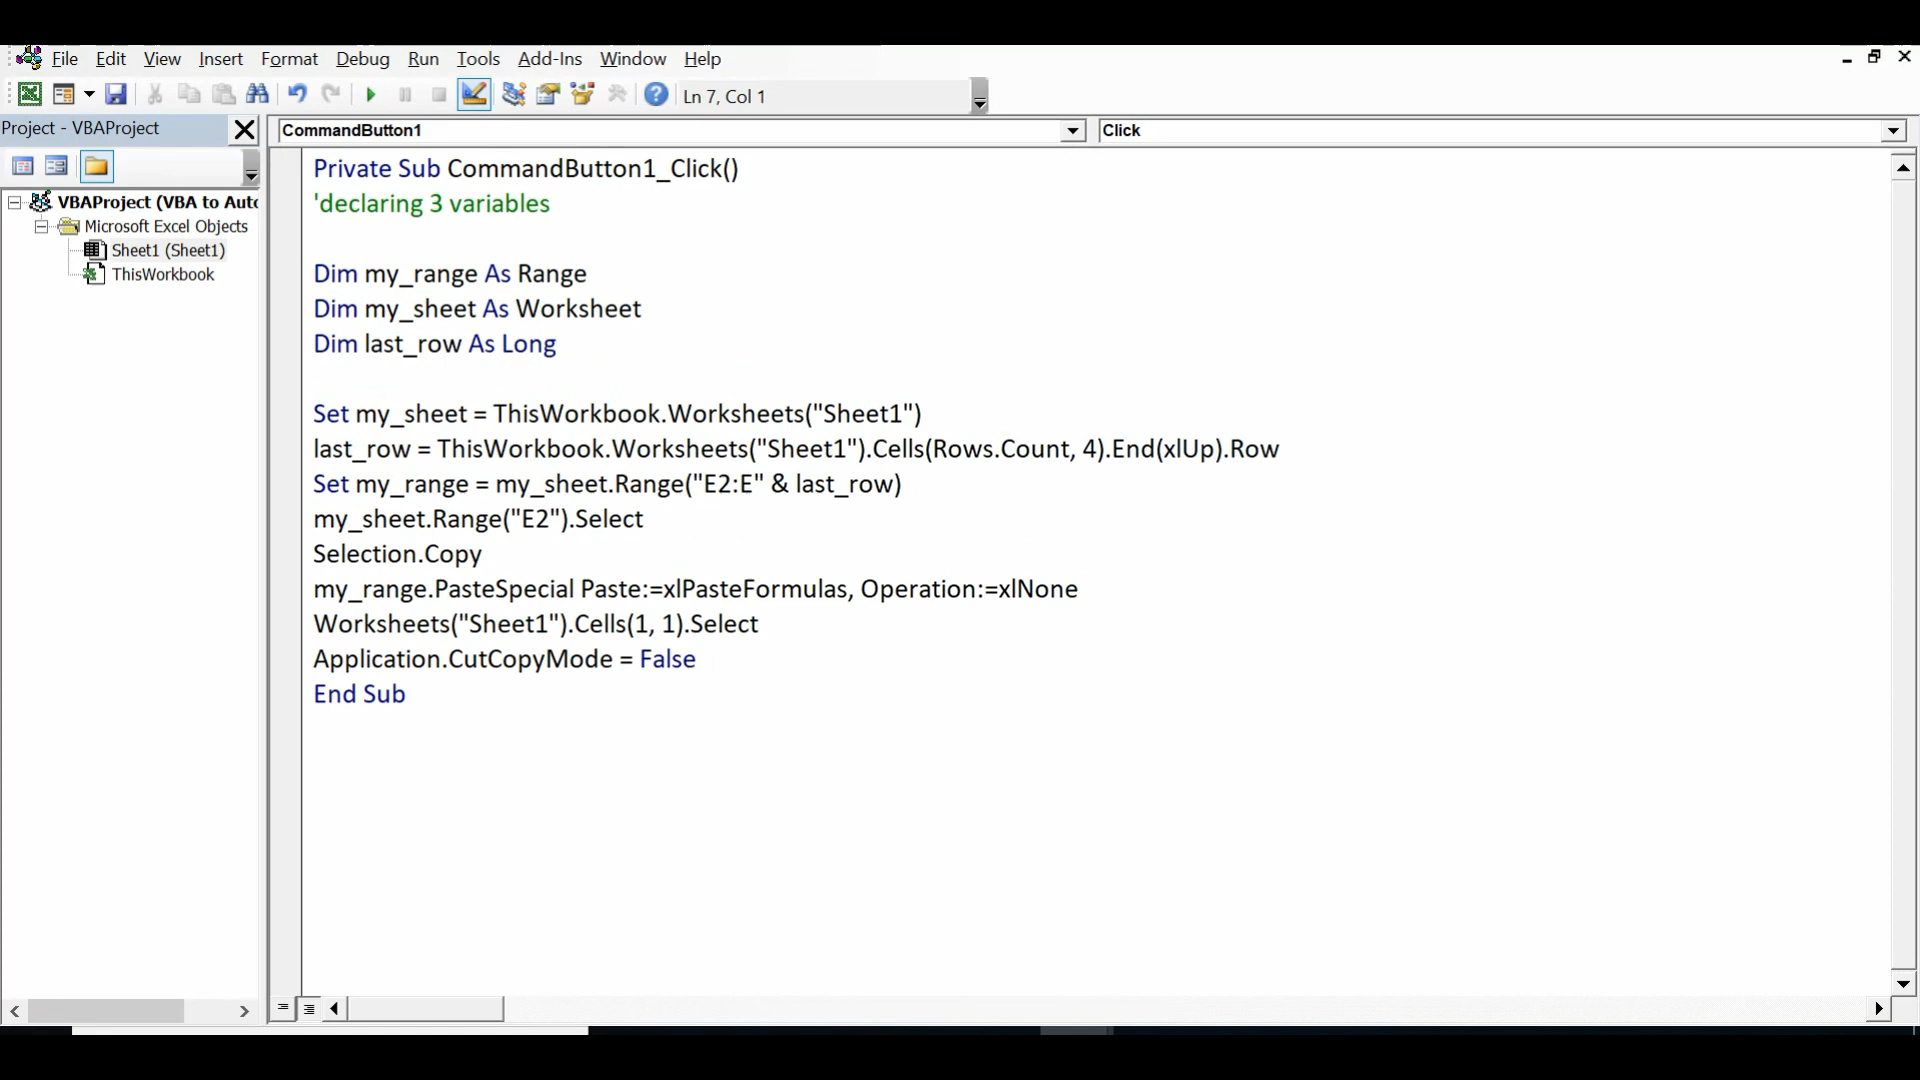 File Edit View Insert Format Debug Run Tools Add-Ins Window Help
Ln 7, Col 1
Project - VBAProject
CommandButton1
Click
VBAProject (VBA to Auto
Microsoft Excel Objects
Sheet1 (Sheet1)
ThisWorkbook
Private Sub CommandButton1_Click()
'declaring 3 variables
Dim my_range As Range
Dim my_sheet As Worksheet
Dim last_row As Long
Set my_sheet = ThisWorkbook.Worksheets("Sheet1")
last_row = ThisWorkbook.Worksheets("Sheet1").Cells(Rows.Count, 4).End(xlUp).Row
Set my_range = my_sheet.Range("E2:E" & last_row)
my_sheet.Range("E2").Select
Selection.Copy
my_range.PasteSpecial Paste:=xlPasteFormulas, Operation:=xlNone
Worksheets("Sheet1").Cells(1, 1).Select
Application.CutCopyMode = False
End Sub